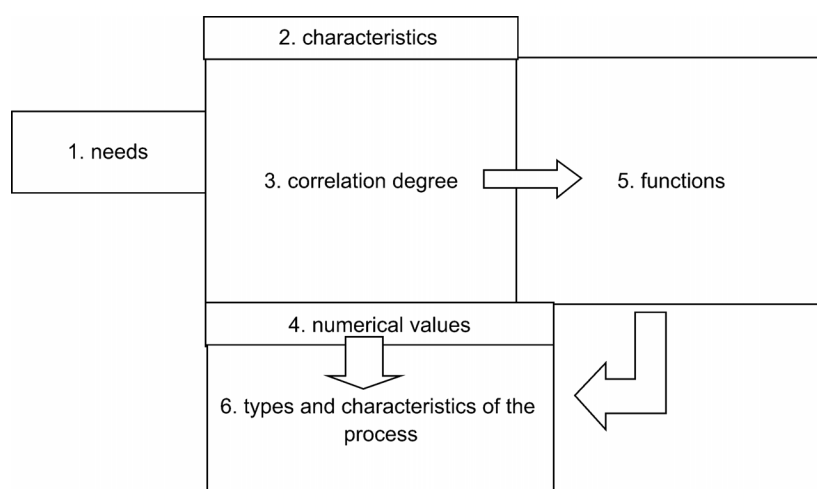 2. characteristics
1. needs
3. correlation degree
5. functions
4. numerical values
6. types and characteristics of the
process